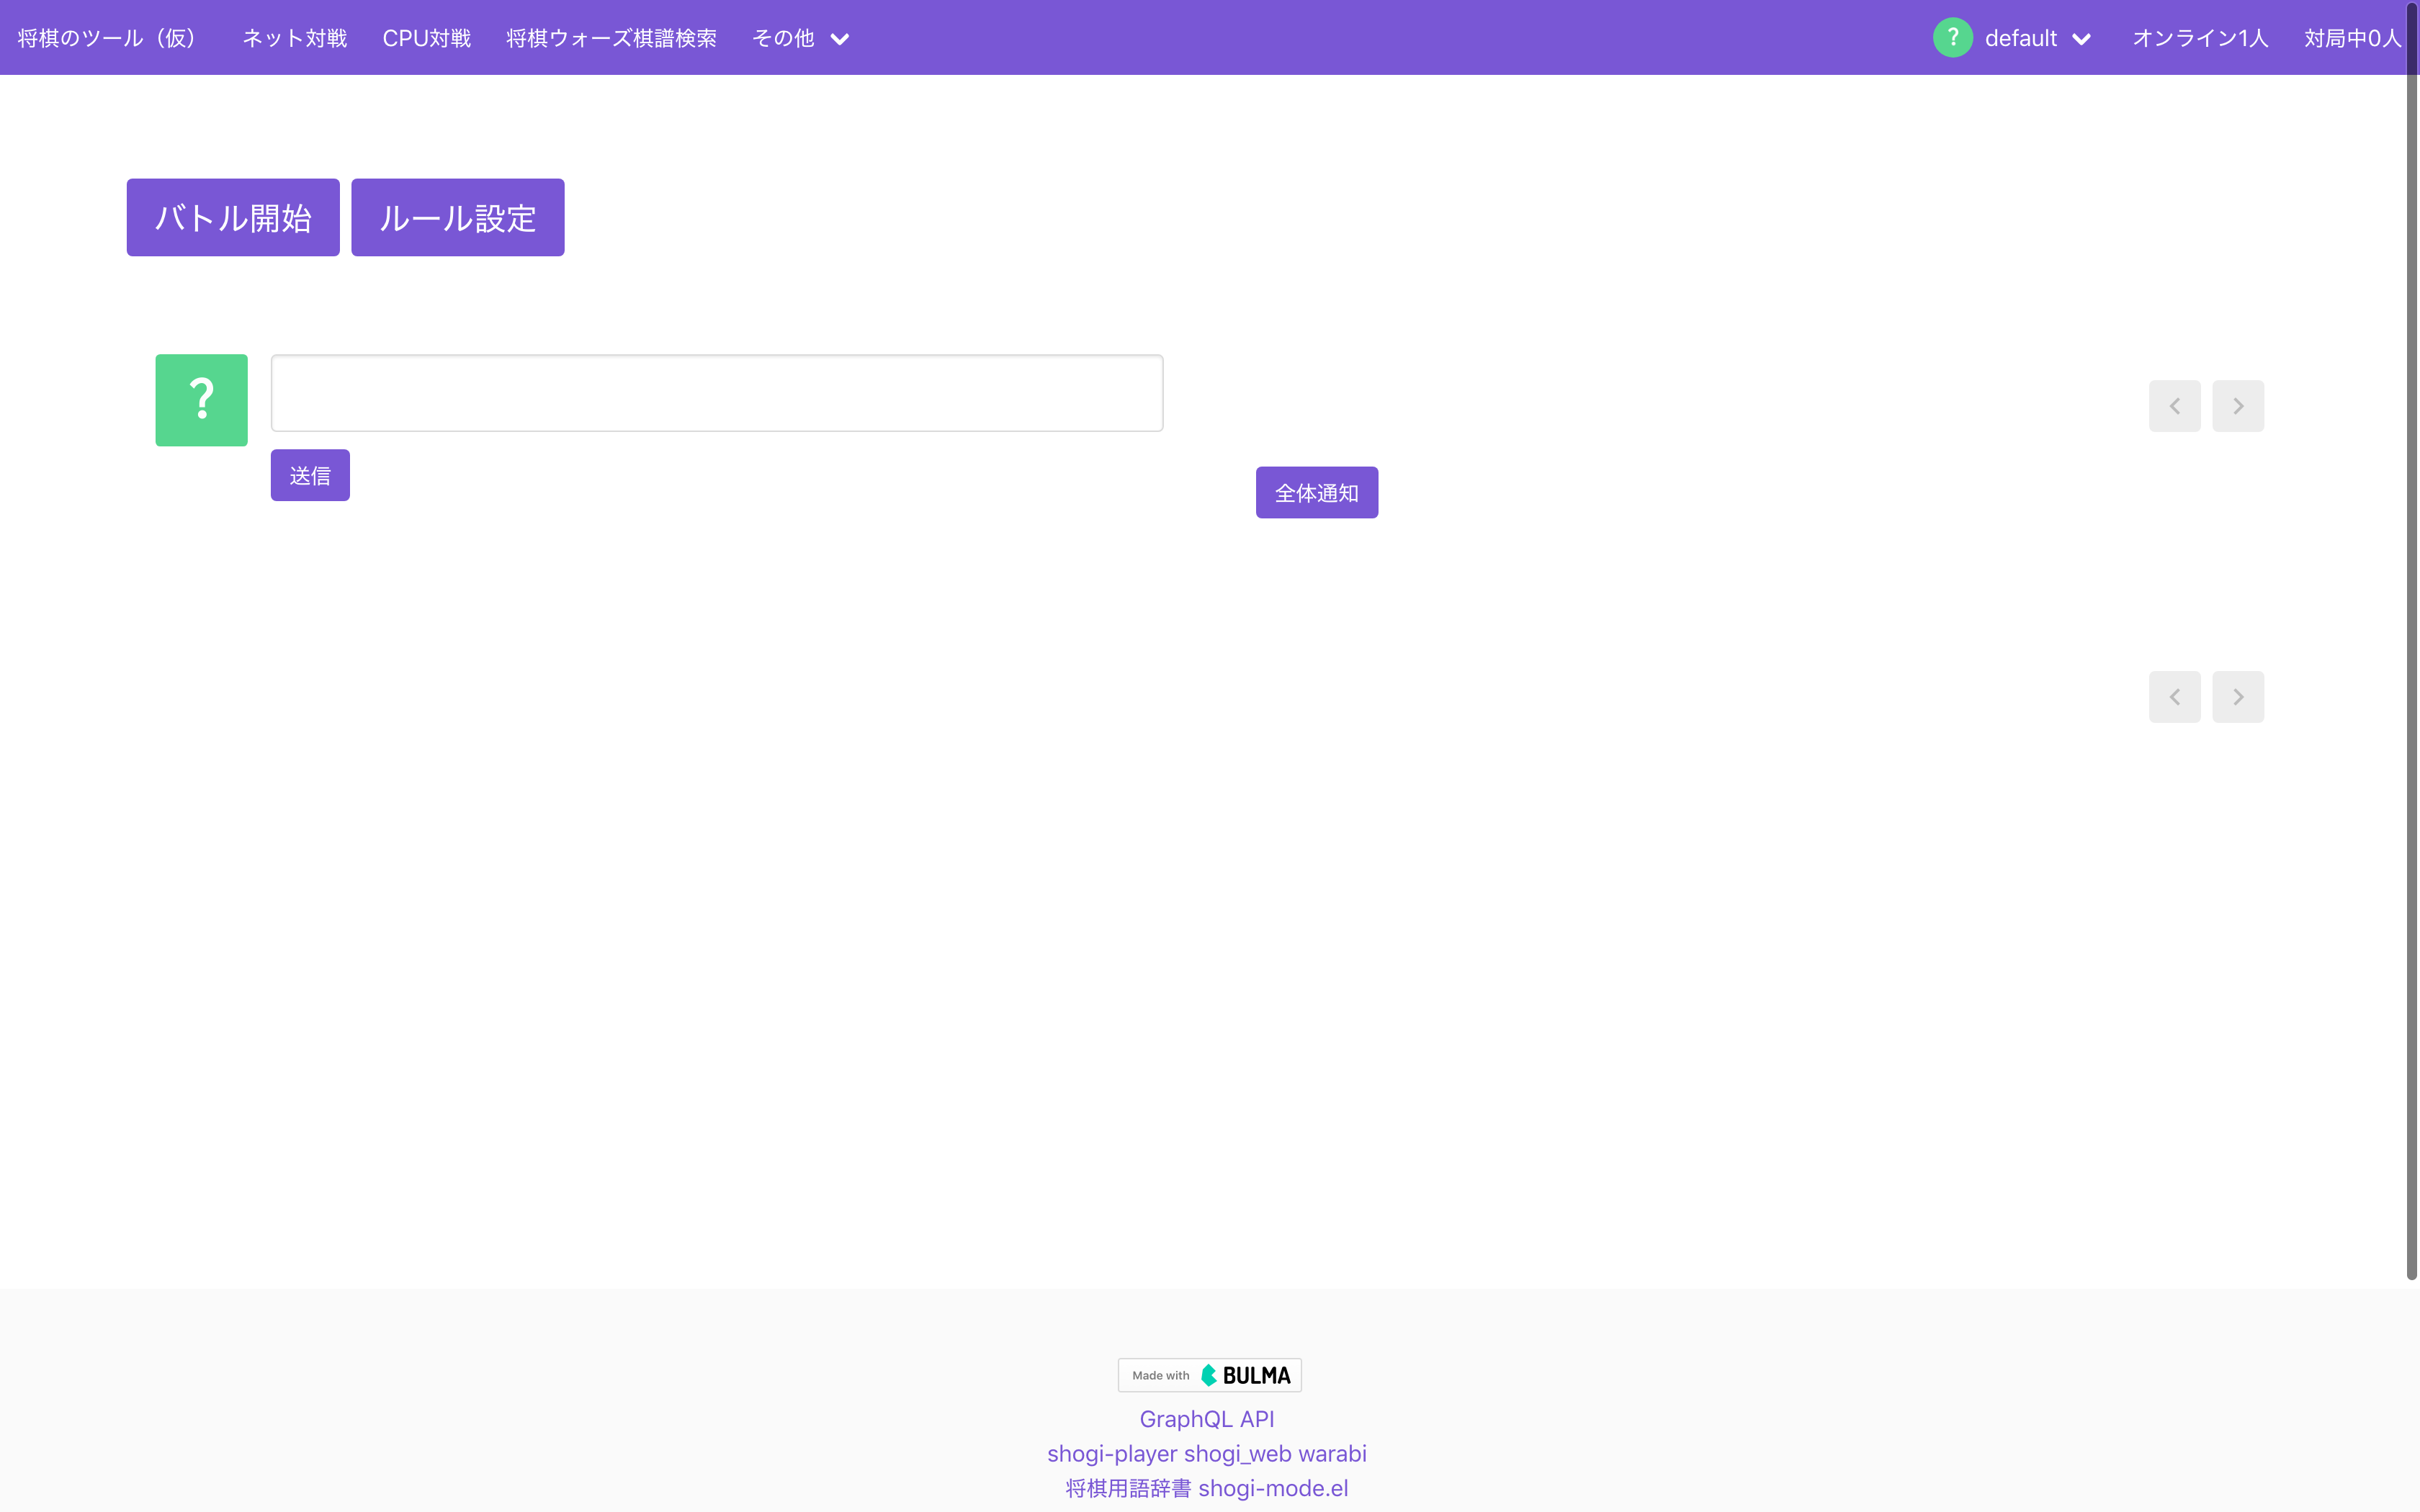 将棋のツール（仮） ネット対戦 CPU対戦 将棋ウォーズ棋譜検索 その他 ? default オンライン1人 対局中0人
バトル開始 ルール設定
?
送信
全体通知
Made with BULMA
GraphQL API
shogi-player shogi_web warabi
将棋用語辞書 shogi-mode.el